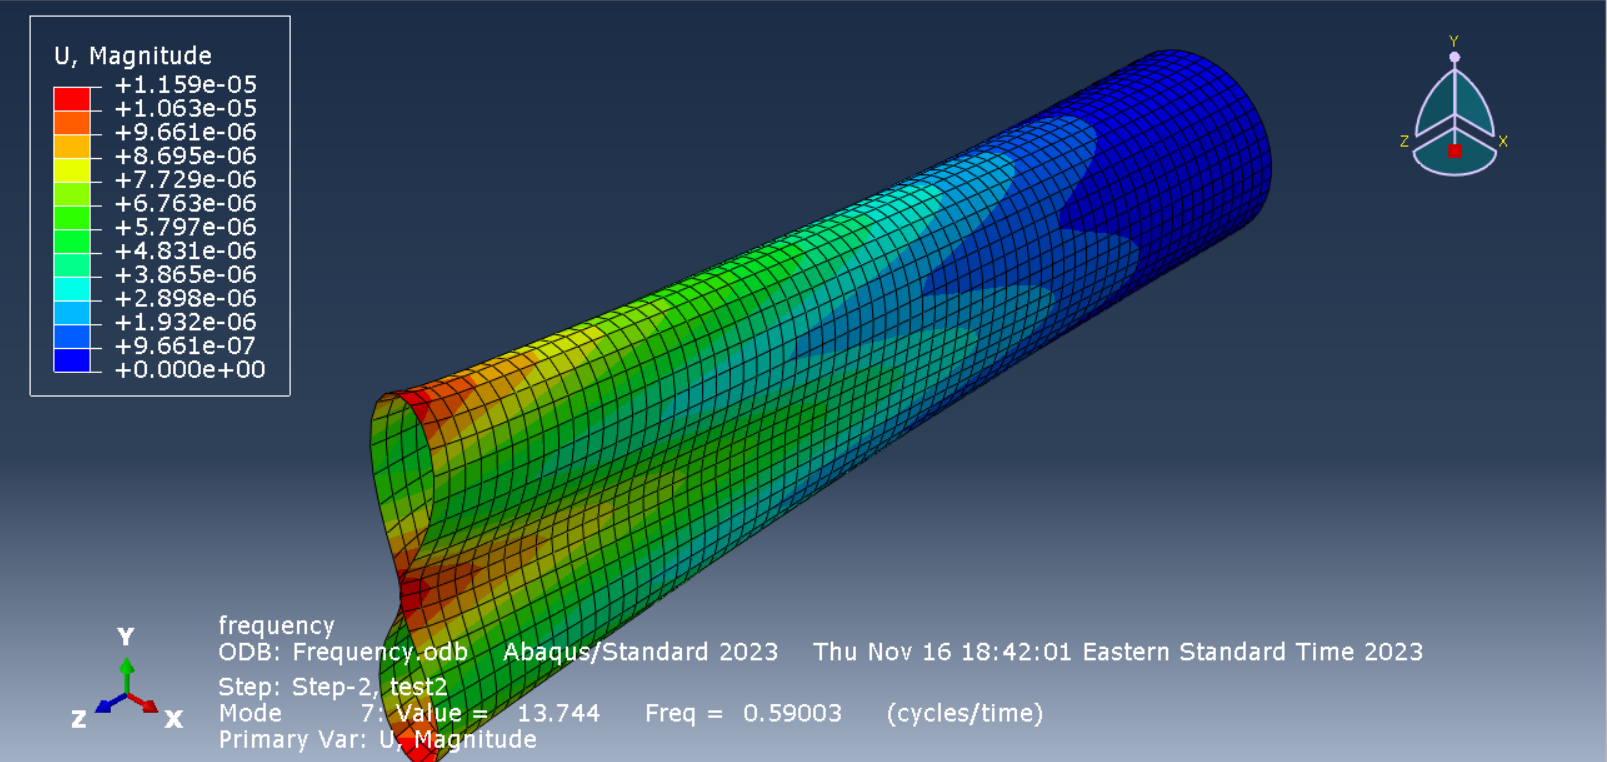 U, Magnitude
+1.159e-05
+1.063e-05
+9.661e-06
+8.695e-06
+7.729e-06
+6.763e-06
+5.797e-06
+4.831e-06
+3.865e-06
+2.898e-06
+1.932e-06
+9.661e-07
+0.000e+00
Y
Z X
Y
Z X
frequency
ODB: Frequency.odb Abaqus/Standard 2023 Thu Nov 16 18:42:01 Eastern Standard Time 2023
Step: Step-2, test2
Mode 7: Value = 13.744 Freq = 0.59003 (cycles/time)
Primary Var: U, Magnitude